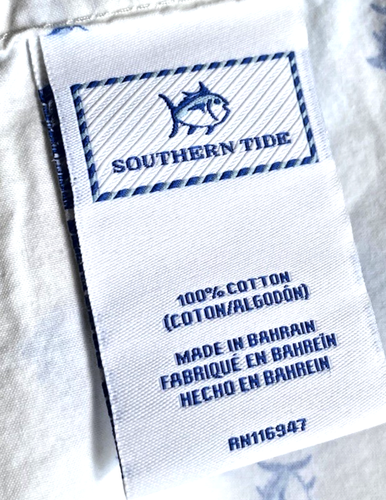 SOUTHERN TIDE
100% COTTON
(COTON/ALGODÓN)
MADE IN BAHRAIN
FABRIQUÉ EN BAHREÏN
HECHO EN BAHREIN
RN116947